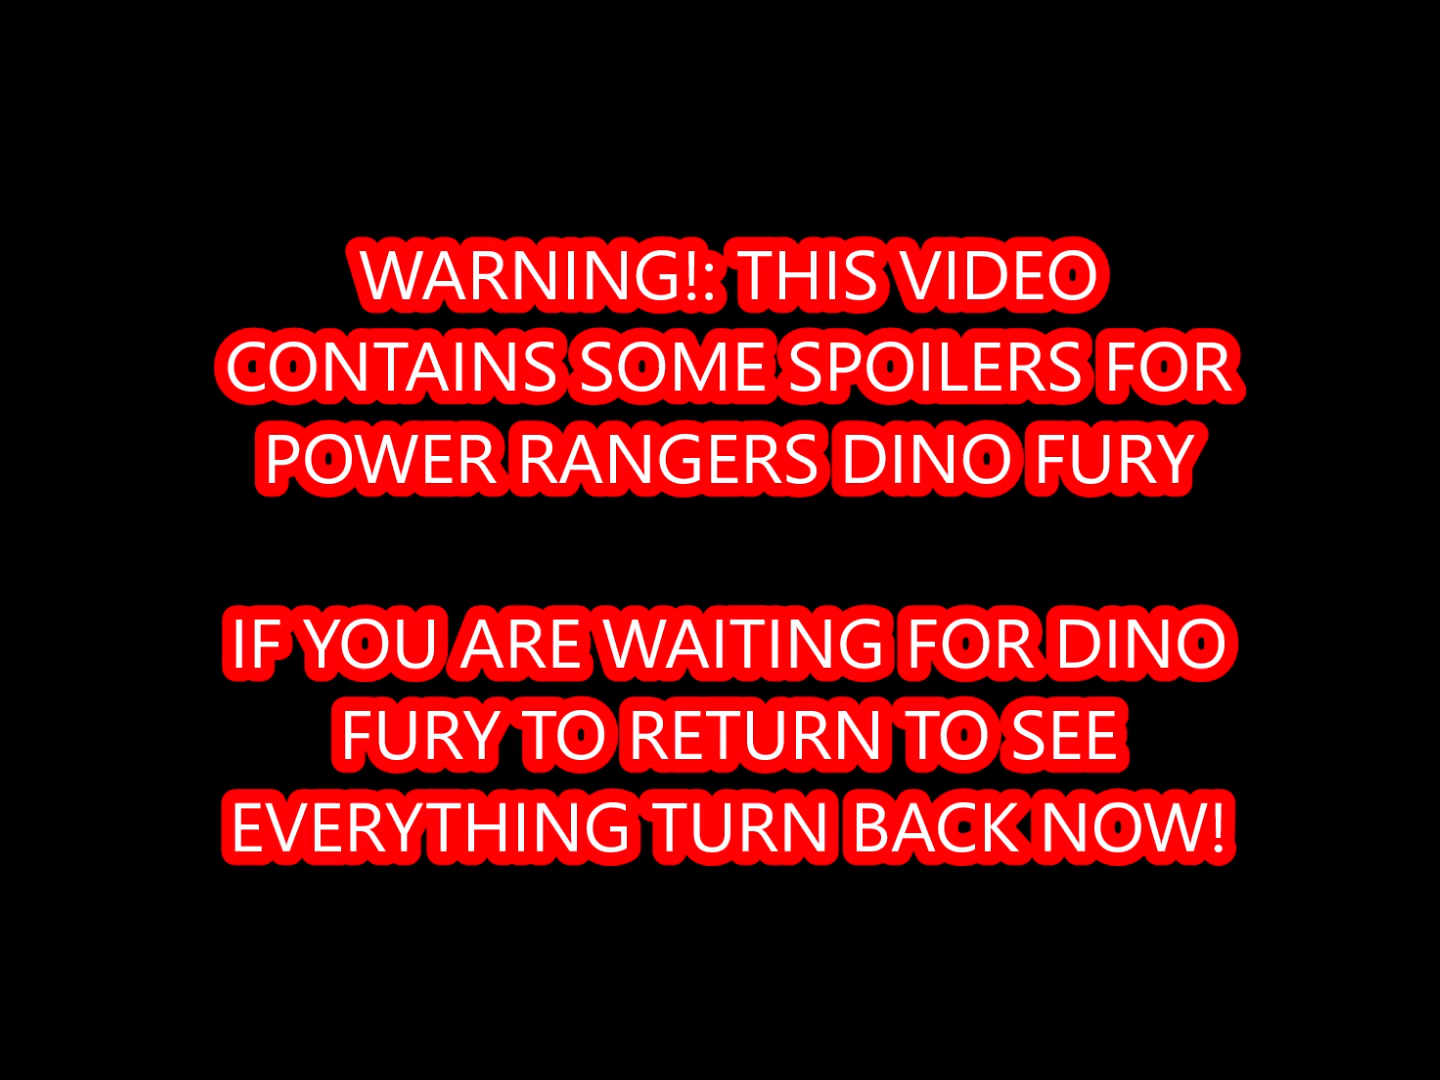 WARNING!: THIS VIDEO
CONTAINS SOME SPOILERS FOR
POWER RANGERS DINO FURY
IF YOU ARE WAITING FOR DINO
FURY TO RETURN TO SEE
EVERYTHING TURN BACK NOW!